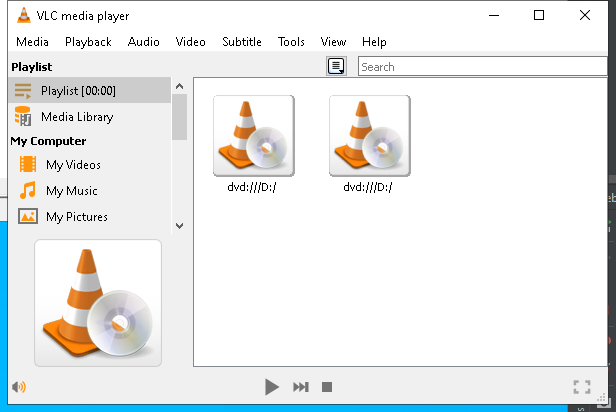 VLC media player
Media Playback Audio Video Subtitle Tools View Help
Playlist
Search
Playlist [00:00]
Media Library
My Computer
My Videos
My Music
My Pictures
dvd:///D:/ dvd:///D:/